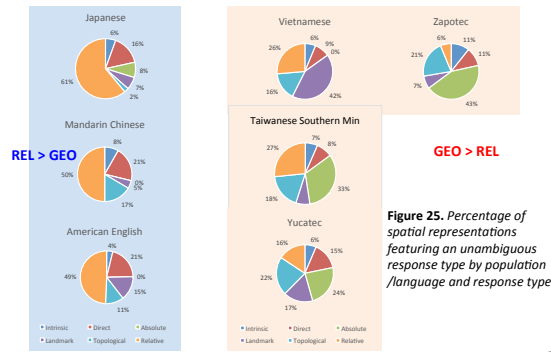 Japanese
6%
16%
8%
7%
2%
61%
Mandarin Chinese
8%
21%
0%
5%
17%
50%
REL > GEO
American English
4%
21%
0%
15%
11%
49%
Intrinsic Direct Absolute
Landmark Topological Relative
Vietnamese
6%
9%
0%
42%
16%
26%
Zapotec
11%
11%
43%
7%
21%
6%
Taiwanese Southern Min
7%
8%
33%
18%
27%
GEO > REL
Yucatec
6%
15%
24%
17%
22%
16%
Intrinsic Direct Absolute
Landmark Topological Relative
Figure 25. Percentage of
spatial representations
featuring an unambiguous
response type by population
/language and response type